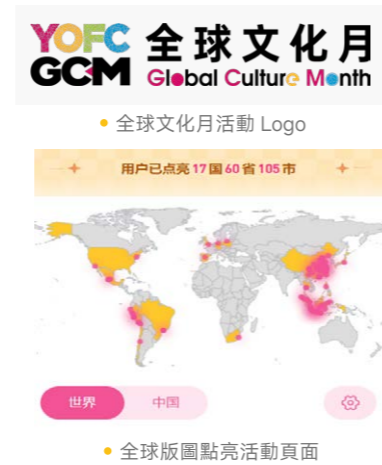 YOFC 全球文化月
GCM Global Culture Month
全球文化月活動 Logo
用户已点亮 17 国 60 省 105 市
世界
中国
全球版圖點亮活動頁面